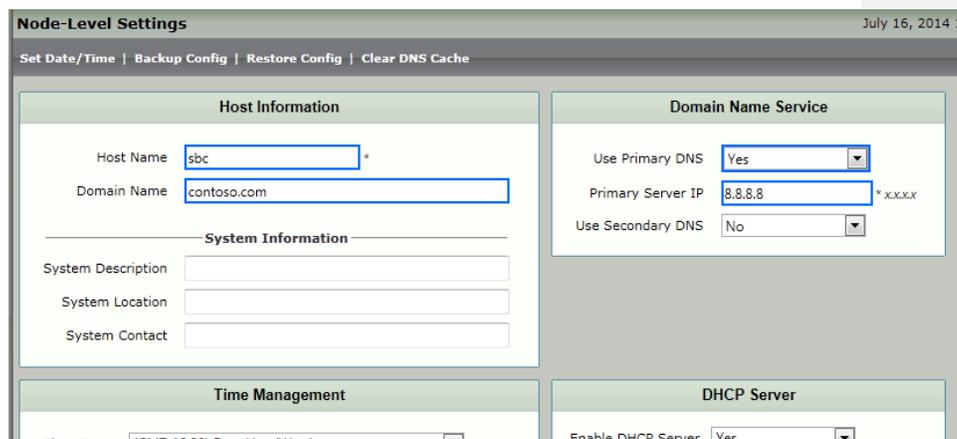 Node-Level Settings
July 16, 2014
Set Date/Time | Backup Config | Restore Config | Clear DNS Cache
Host Information
Host Name sbc *
Domain Name contoso.com
System Information
System Description
System Location
System Contact
Domain Name Service
Use Primary DNS Yes
Primary Server IP 8.8.8.8 * x.x.x.x
Use Secondary DNS No
Time Management
DHCP Server
Enable DHCP Server Yes